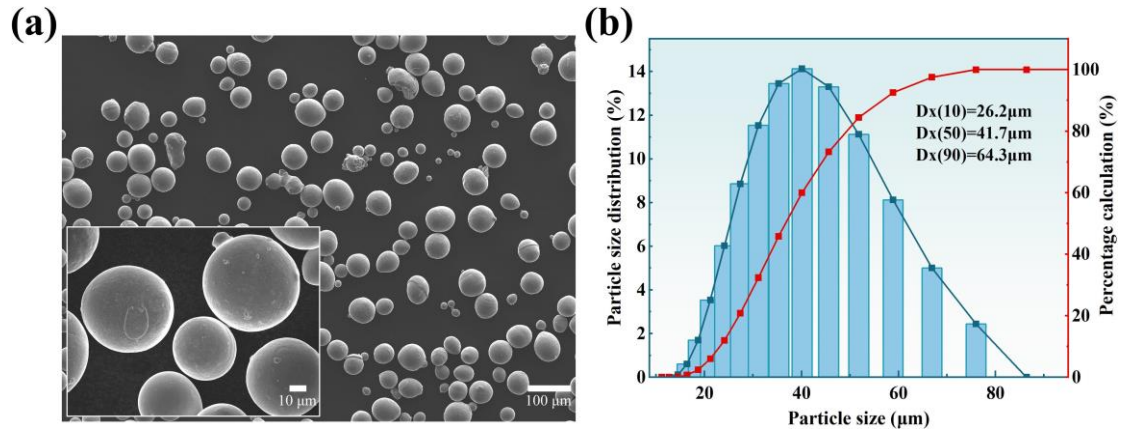 (a)
10 μm
100 μm
(b)
Particle size distribution (%)
14
12
10
8
6
4
2
0
20
40
60
80
Particle size (μm)
Dx(10)=26.2μm
Dx(50)=41.7μm
Dx(90)=64.3μm
100
80
60
40
20
0
Percentage calculation (%)